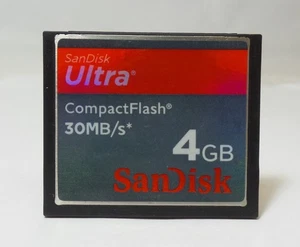 SanDisk
Ultra®
CompactFlash®
30MB/s*
4GB
SanDisk